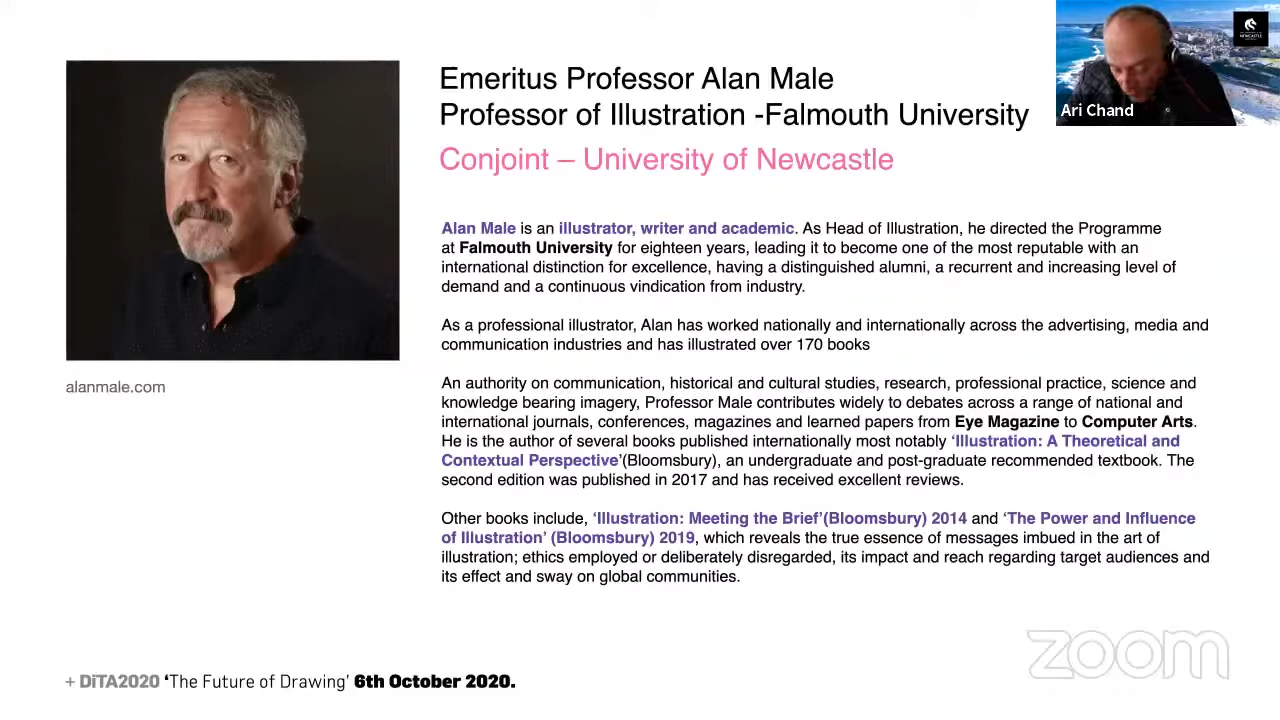 Emeritus Professor Alan Male
Professor of Illustration -Falmouth University
Conjoint – University of Newcastle
Ari Chand
NEWCASTLE
alanmale.com
Alan Male is an illustrator, writer and academic. As Head of Illustration, he directed the Programme
at Falmouth University for eighteen years, leading it to become one of the most reputable with an
international distinction for excellence, having a distinguished alumni, a recurrent and increasing level of
demand and a continuous vindication from industry.
As a professional illustrator, Alan has worked nationally and internationally across the advertising, media and
communication industries and has illustrated over 170 books
An authority on communication, historical and cultural studies, research, professional practice, science and
knowledge bearing imagery, Professor Male contributes widely to debates across a range of national and
international journals, conferences, magazines and learned papers from Eye Magazine to Computer Arts.
He is the author of several books published internationally most notably ‘Illustration: A Theoretical and
Contextual Perspective’(Bloomsbury), an undergraduate and post-graduate recommended textbook. The
second edition was published in 2017 and has received excellent reviews.
Other books include, ‘Illustration: Meeting the Brief’(Bloomsbury) 2014 and ‘The Power and Influence
of Illustration’ (Bloomsbury) 2019, which reveals the true essence of messages imbued in the art of
illustration; ethics employed or deliberately disregarded, its impact and reach regarding target audiences and
its effect and sway on global communities.
zoom
+ DiTA2020 ‘The Future of Drawing’ 6th October 2020.